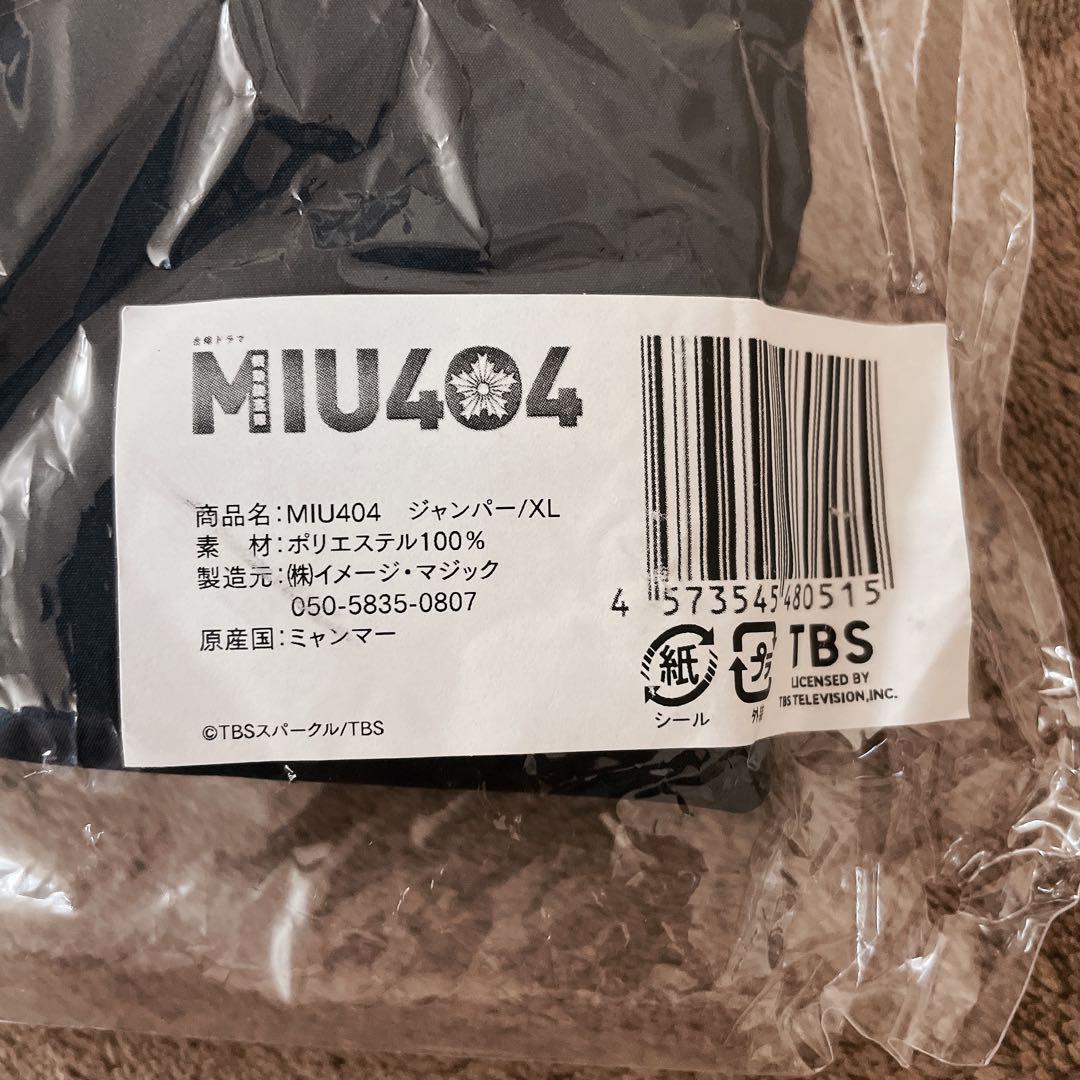 金曜ドラマ
MIU404
商品名：MIU404　ジャンパー/XL
素　材：ポリエステル100%
製造元：㈱イメージ・マジック
050-5835-0807
原産国：ミャンマー
©TBSスパークル/TBS
4 573545 480515
紙
シール
プラ
TBS
LICENSED BY
TBS TELEVISION,INC.